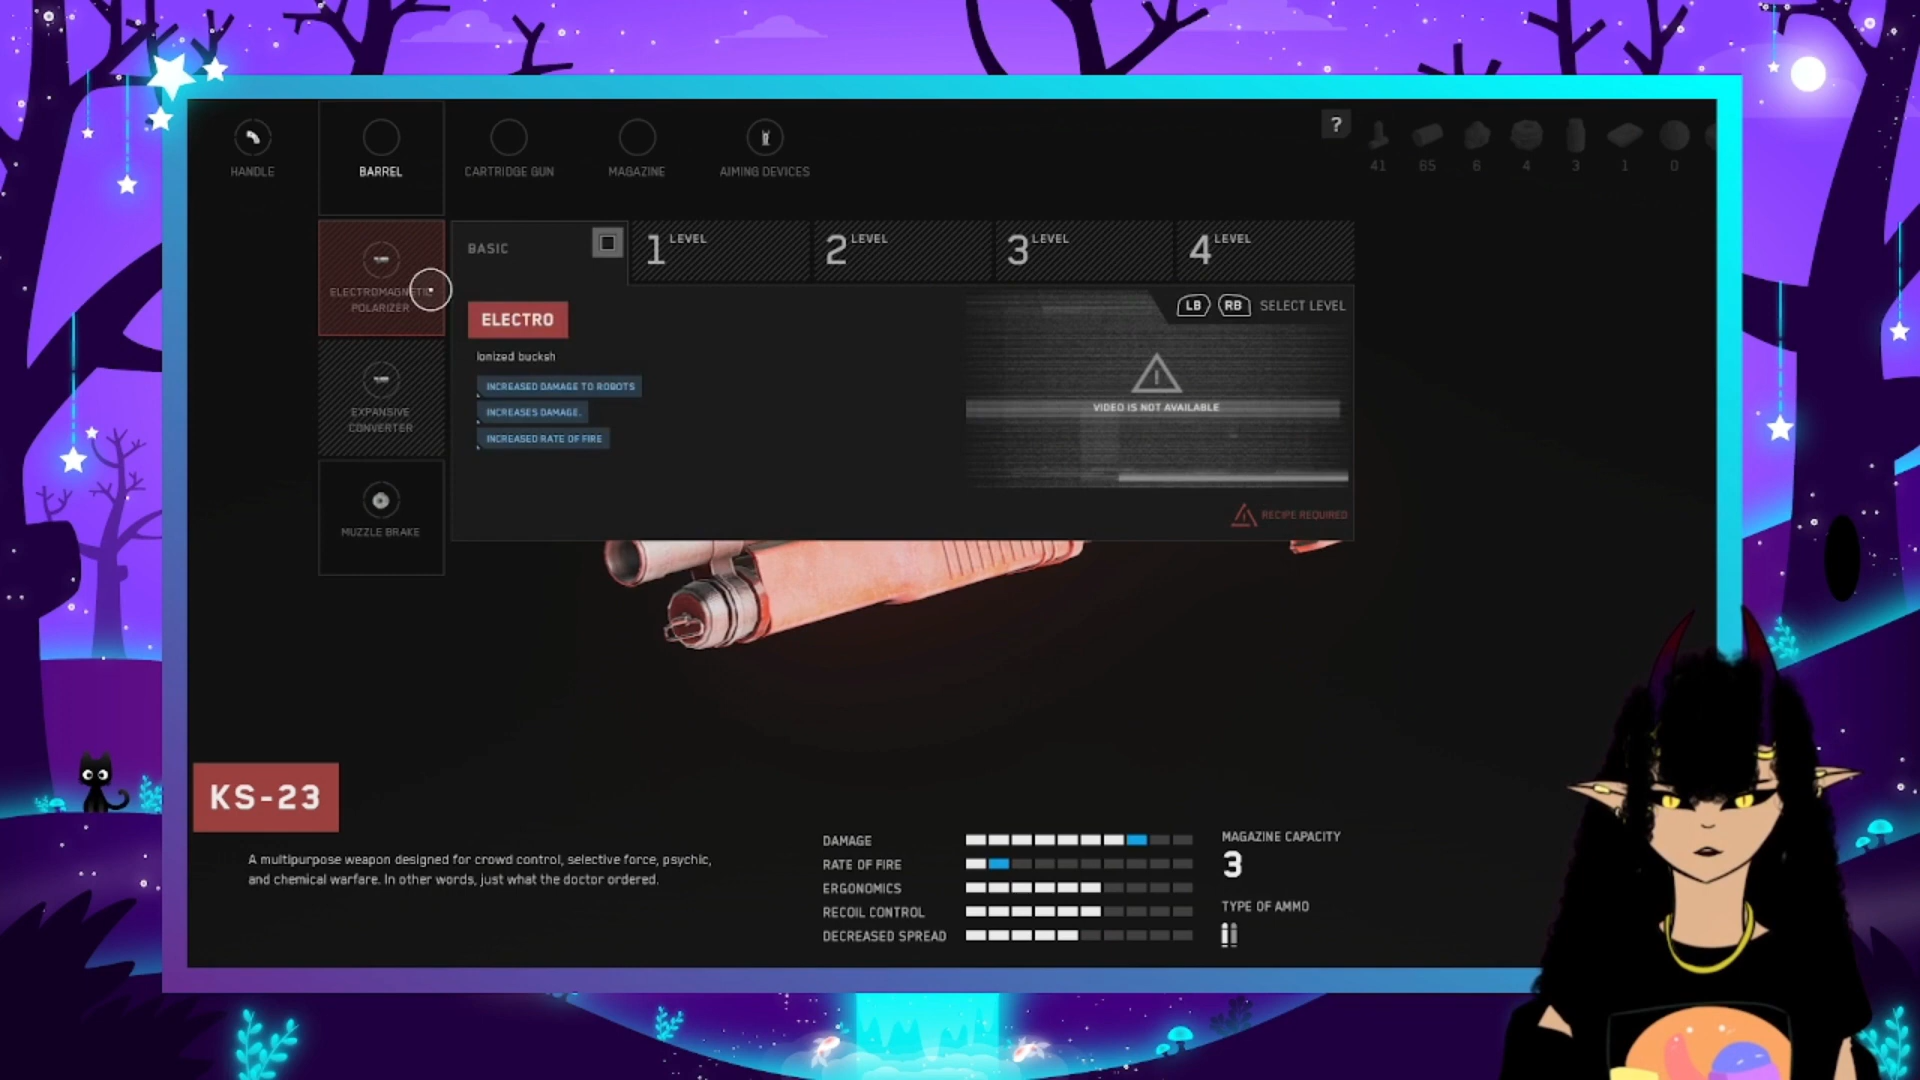 HANDLE
BARREL
CARTRIDGE GUN
MAGAZINE
AIMING DEVICES
?
41
65
6
4
3
1
0
ELECTROMAGNETIC
POLARIZER
EXPANSIVE
CONVERTER
MUZZLE BRAKE
BASIC
1 LEVEL
2 LEVEL
3 LEVEL
4 LEVEL
LB RB SELECT LEVEL
ELECTRO
Ionized bucksh
INCREASED DAMAGE TO ROBOTS
INCREASES DAMAGE.
INCREASED RATE OF FIRE
VIDEO IS NOT AVAILABLE
RECIPE REQUIRED
KS-23
A multipurpose weapon designed for crowd control, selective force, psychic,
and chemical warfare. In other words, just what the doctor ordered.
DAMAGE
RATE OF FIRE
ERGONOMICS
RECOIL CONTROL
DECREASED SPREAD
MAGAZINE CAPACITY
3
TYPE OF AMMO